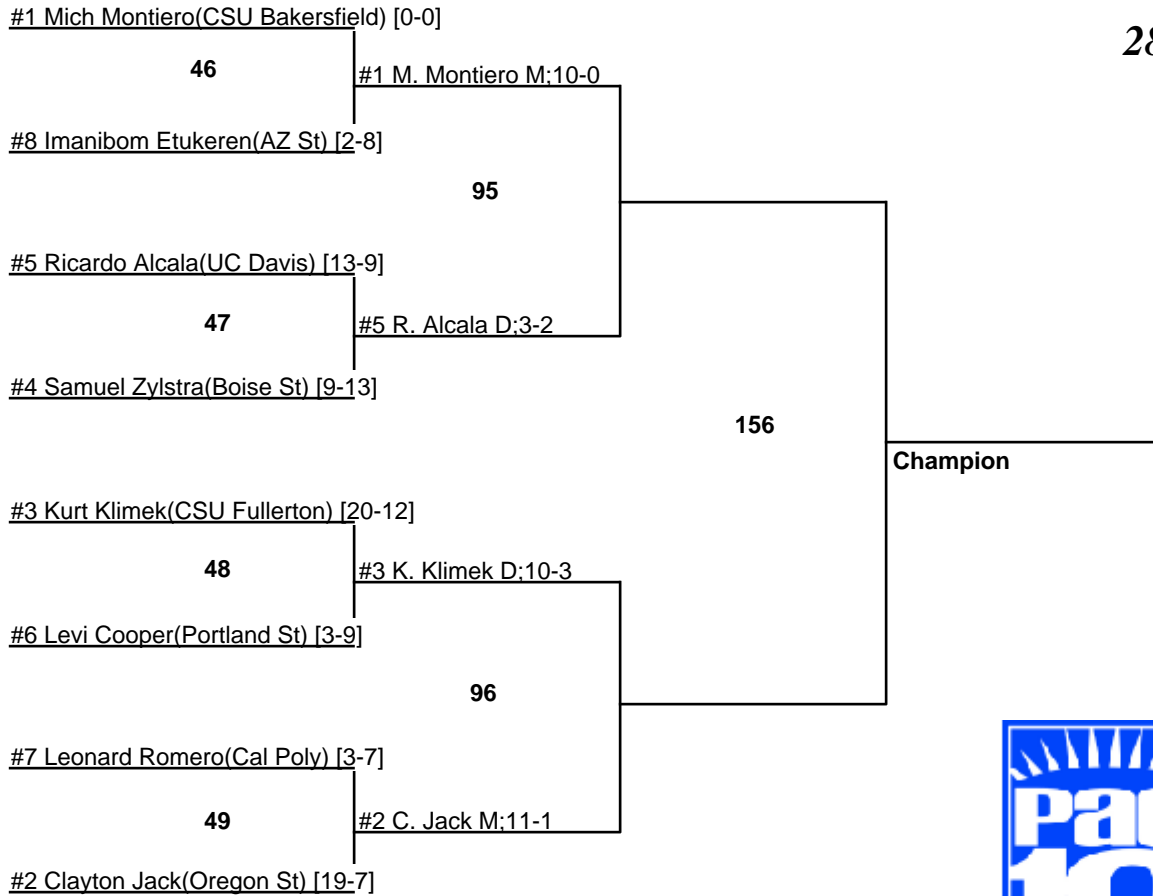 #1 Mich Montiero(CSU Bakersfield) [0-0]
28
46
#1 M. Montiero M;10-0
#8 Imanibom Etukeren(AZ St) [2-8]
95
#5 Ricardo Alcala(UC Davis) [13-9]
47
#5 R. Alcala D;3-2
#4 Samuel Zylstra(Boise St) [9-13]
156
Champion
#3 Kurt Klimek(CSU Fullerton) [20-12]
48
#3 K. Klimek D;10-3
#6 Levi Cooper(Portland St) [3-9]
96
#7 Leonard Romero(Cal Poly) [3-7]
49
#2 C. Jack M;11-1
#2 Clayton Jack(Oregon St) [19-7]